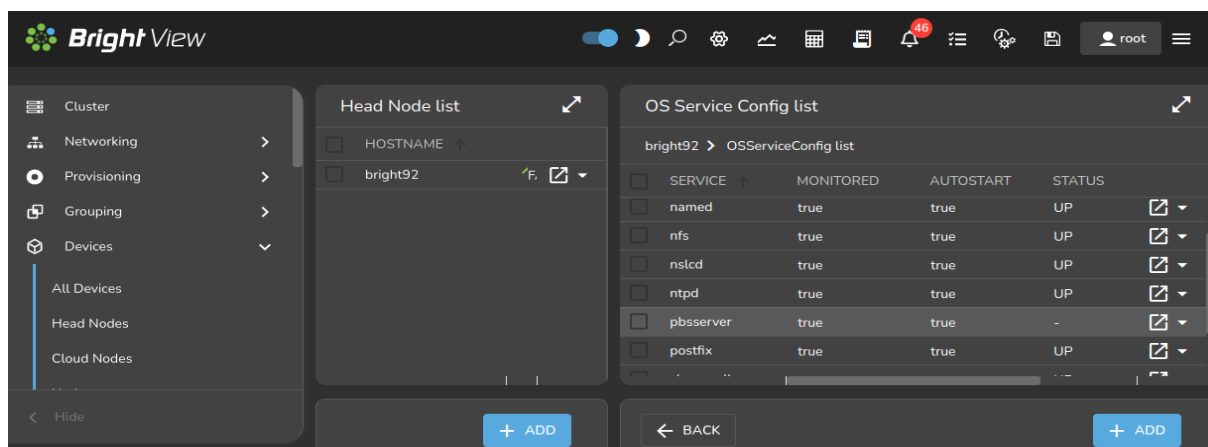 Bright View
46
root
Cluster
Networking
Provisioning
Grouping
Devices
All Devices
Head Nodes
Cloud Nodes
Hide
Head Node list
HOSTNAME
bright92
ADD
OS Service Config list
bright92 > OSServiceConfig list
SERVICE MONITORED AUTOSTART STATUS
named true true UP
nfs true true UP
nslcd true true UP
ntpd true true UP
pbsserver true true -
postfix true true UP
BACK
ADD